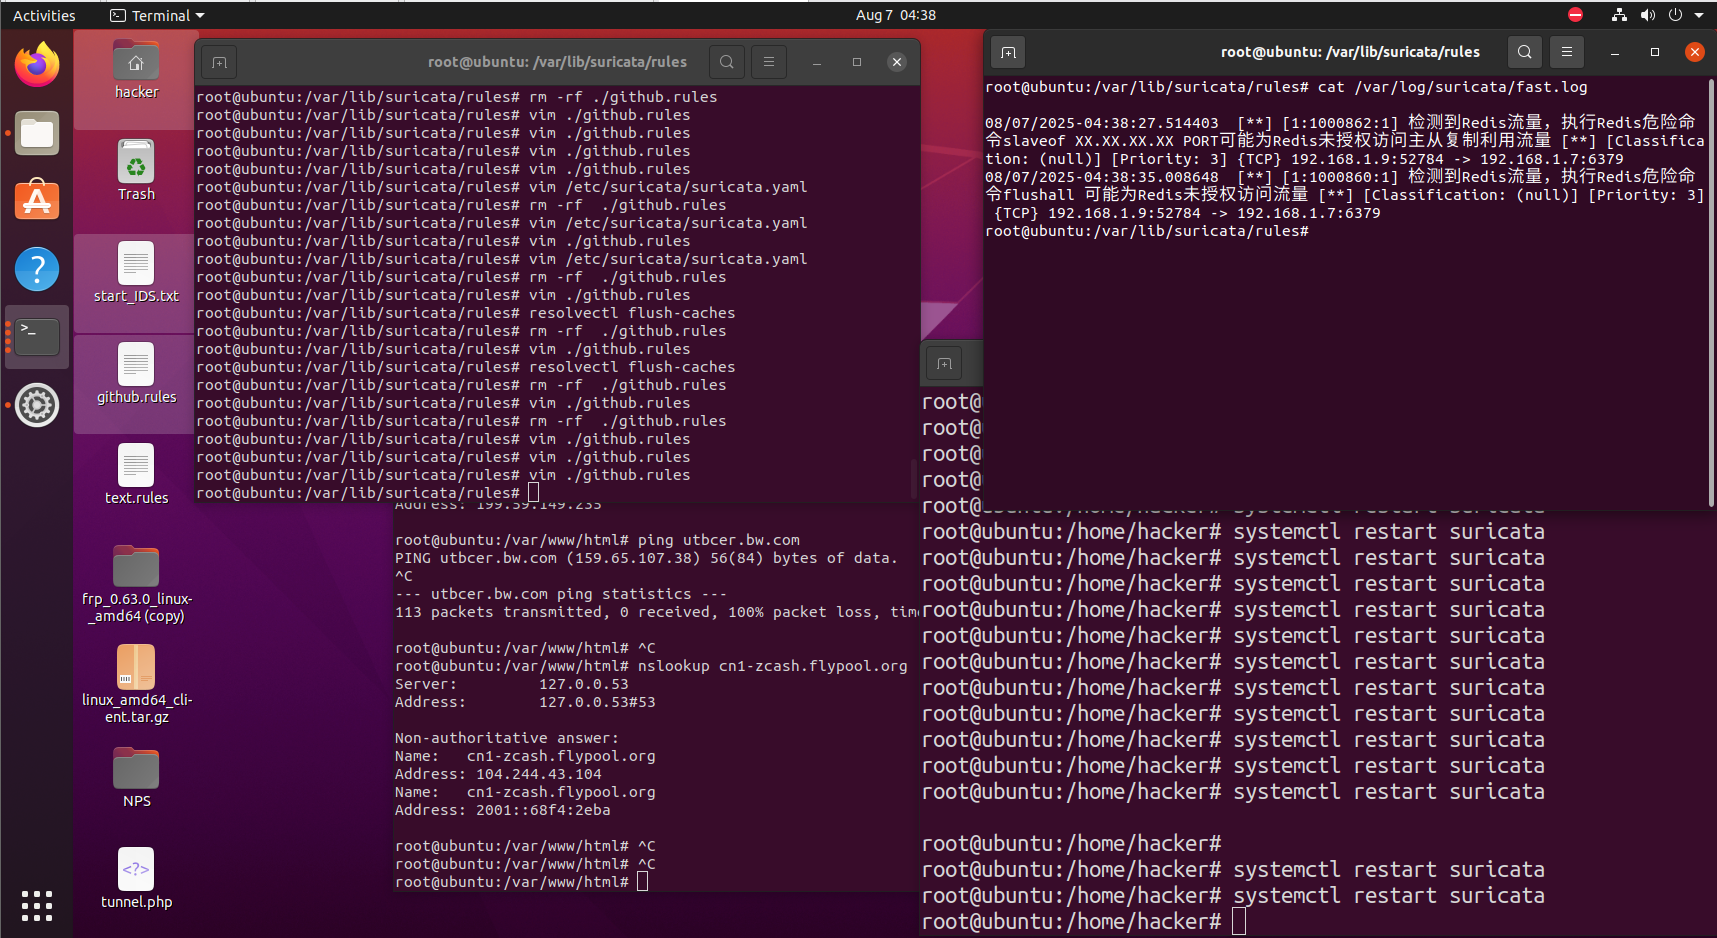 Activities
Terminal
Aug 7 04:38
hacker
Trash
start_IDS.txt
github.rules
text.rules
frp_0.63.0_linux-
_amd64 (copy)
linux_amd64_cli-
ent.tar.gz
NPS
tunnel.php
root@ubuntu: /var/lib/suricata/rules
root@ubuntu:/var/lib/suricata/rules# rm -rf ./github.rules
root@ubuntu:/var/lib/suricata/rules# vim ./github.rules
root@ubuntu:/var/lib/suricata/rules# vim ./github.rules
root@ubuntu:/var/lib/suricata/rules# vim ./github.rules
root@ubuntu:/var/lib/suricata/rules# vim ./github.rules
root@ubuntu:/var/lib/suricata/rules# vim /etc/suricata/suricata.yaml
root@ubuntu:/var/lib/suricata/rules# rm -rf  ./github.rules
root@ubuntu:/var/lib/suricata/rules# vim /etc/suricata/suricata.yaml
root@ubuntu:/var/lib/suricata/rules# vim ./github.rules
root@ubuntu:/var/lib/suricata/rules# vim /etc/suricata/suricata.yaml
root@ubuntu:/var/lib/suricata/rules# rm -rf  ./github.rules
root@ubuntu:/var/lib/suricata/rules# vim ./github.rules
root@ubuntu:/var/lib/suricata/rules# resolvectl flush-caches
root@ubuntu:/var/lib/suricata/rules# rm -rf  ./github.rules
root@ubuntu:/var/lib/suricata/rules# vim ./github.rules
root@ubuntu:/var/lib/suricata/rules# resolvectl flush-caches
root@ubuntu:/var/lib/suricata/rules# rm -rf  ./github.rules
root@ubuntu:/var/lib/suricata/rules# vim ./github.rules
root@ubuntu:/var/lib/suricata/rules# rm -rf  ./github.rules
root@ubuntu:/var/lib/suricata/rules# vim ./github.rules
root@ubuntu:/var/lib/suricata/rules# vim ./github.rules
root@ubuntu:/var/lib/suricata/rules# vim ./github.rules
root@ubuntu:/var/lib/suricata/rules#
root@ubuntu: /var/lib/suricata/rules
root@ubuntu:/var/lib/suricata/rules# cat /var/log/suricata/fast.log
08/07/2025-04:38:27.514403  [**] [1:1000862:1] 检测到Redis流量，执行Redis危险命
令slaveof XX.XX.XX.XX PORT可能为Redis未授权访问主从复制利用流量 [**] [Classifica
tion: (null)] [Priority: 3] {TCP} 192.168.1.9:52784 -> 192.168.1.7:6379
08/07/2025-04:38:35.008648  [**] [1:1000860:1] 检测到Redis流量，执行Redis危险命
令flushall 可能为Redis未授权访问流量 [**] [Classification: (null)] [Priority: 3]
{TCP} 192.168.1.9:52784 -> 192.168.1.7:6379
root@ubuntu:/var/lib/suricata/rules#
Address: 199.59.149.235
root@ubuntu:/var/www/html# ping utbcer.bw.com
PING utbcer.bw.com (159.65.107.38) 56(84) bytes of data.
^C
--- utbcer.bw.com ping statistics ---
113 packets transmitted, 0 received, 100% packet loss, tim
root@ubuntu:/var/www/html# ^C
root@ubuntu:/var/www/html# nslookup cn1-zcash.flypool.org
Server:         127.0.0.53
Address:        127.0.0.53#53
Non-authoritative answer:
Name:   cn1-zcash.flypool.org
Address: 104.244.43.104
Name:   cn1-zcash.flypool.org
Address: 2001::68f4:2eba
root@ubuntu:/var/www/html# ^C
root@ubuntu:/var/www/html# ^C
root@ubuntu:/var/www/html#
root@
root@
root@
root@
root@ubuntu:/home/hacker# systemctl restart suricata
root@ubuntu:/home/hacker# systemctl restart suricata
root@ubuntu:/home/hacker# systemctl restart suricata
root@ubuntu:/home/hacker# systemctl restart suricata
root@ubuntu:/home/hacker# systemctl restart suricata
root@ubuntu:/home/hacker# systemctl restart suricata
root@ubuntu:/home/hacker# systemctl restart suricata
root@ubuntu:/home/hacker# systemctl restart suricata
root@ubuntu:/home/hacker# systemctl restart suricata
root@ubuntu:/home/hacker# systemctl restart suricata
root@ubuntu:/home/hacker# systemctl restart suricata
root@ubuntu:/home/hacker# systemctl restart suricata
root@ubuntu:/home/hacker#
root@ubuntu:/home/hacker# systemctl restart suricata
root@ubuntu:/home/hacker# systemctl restart suricata
root@ubuntu:/home/hacker#